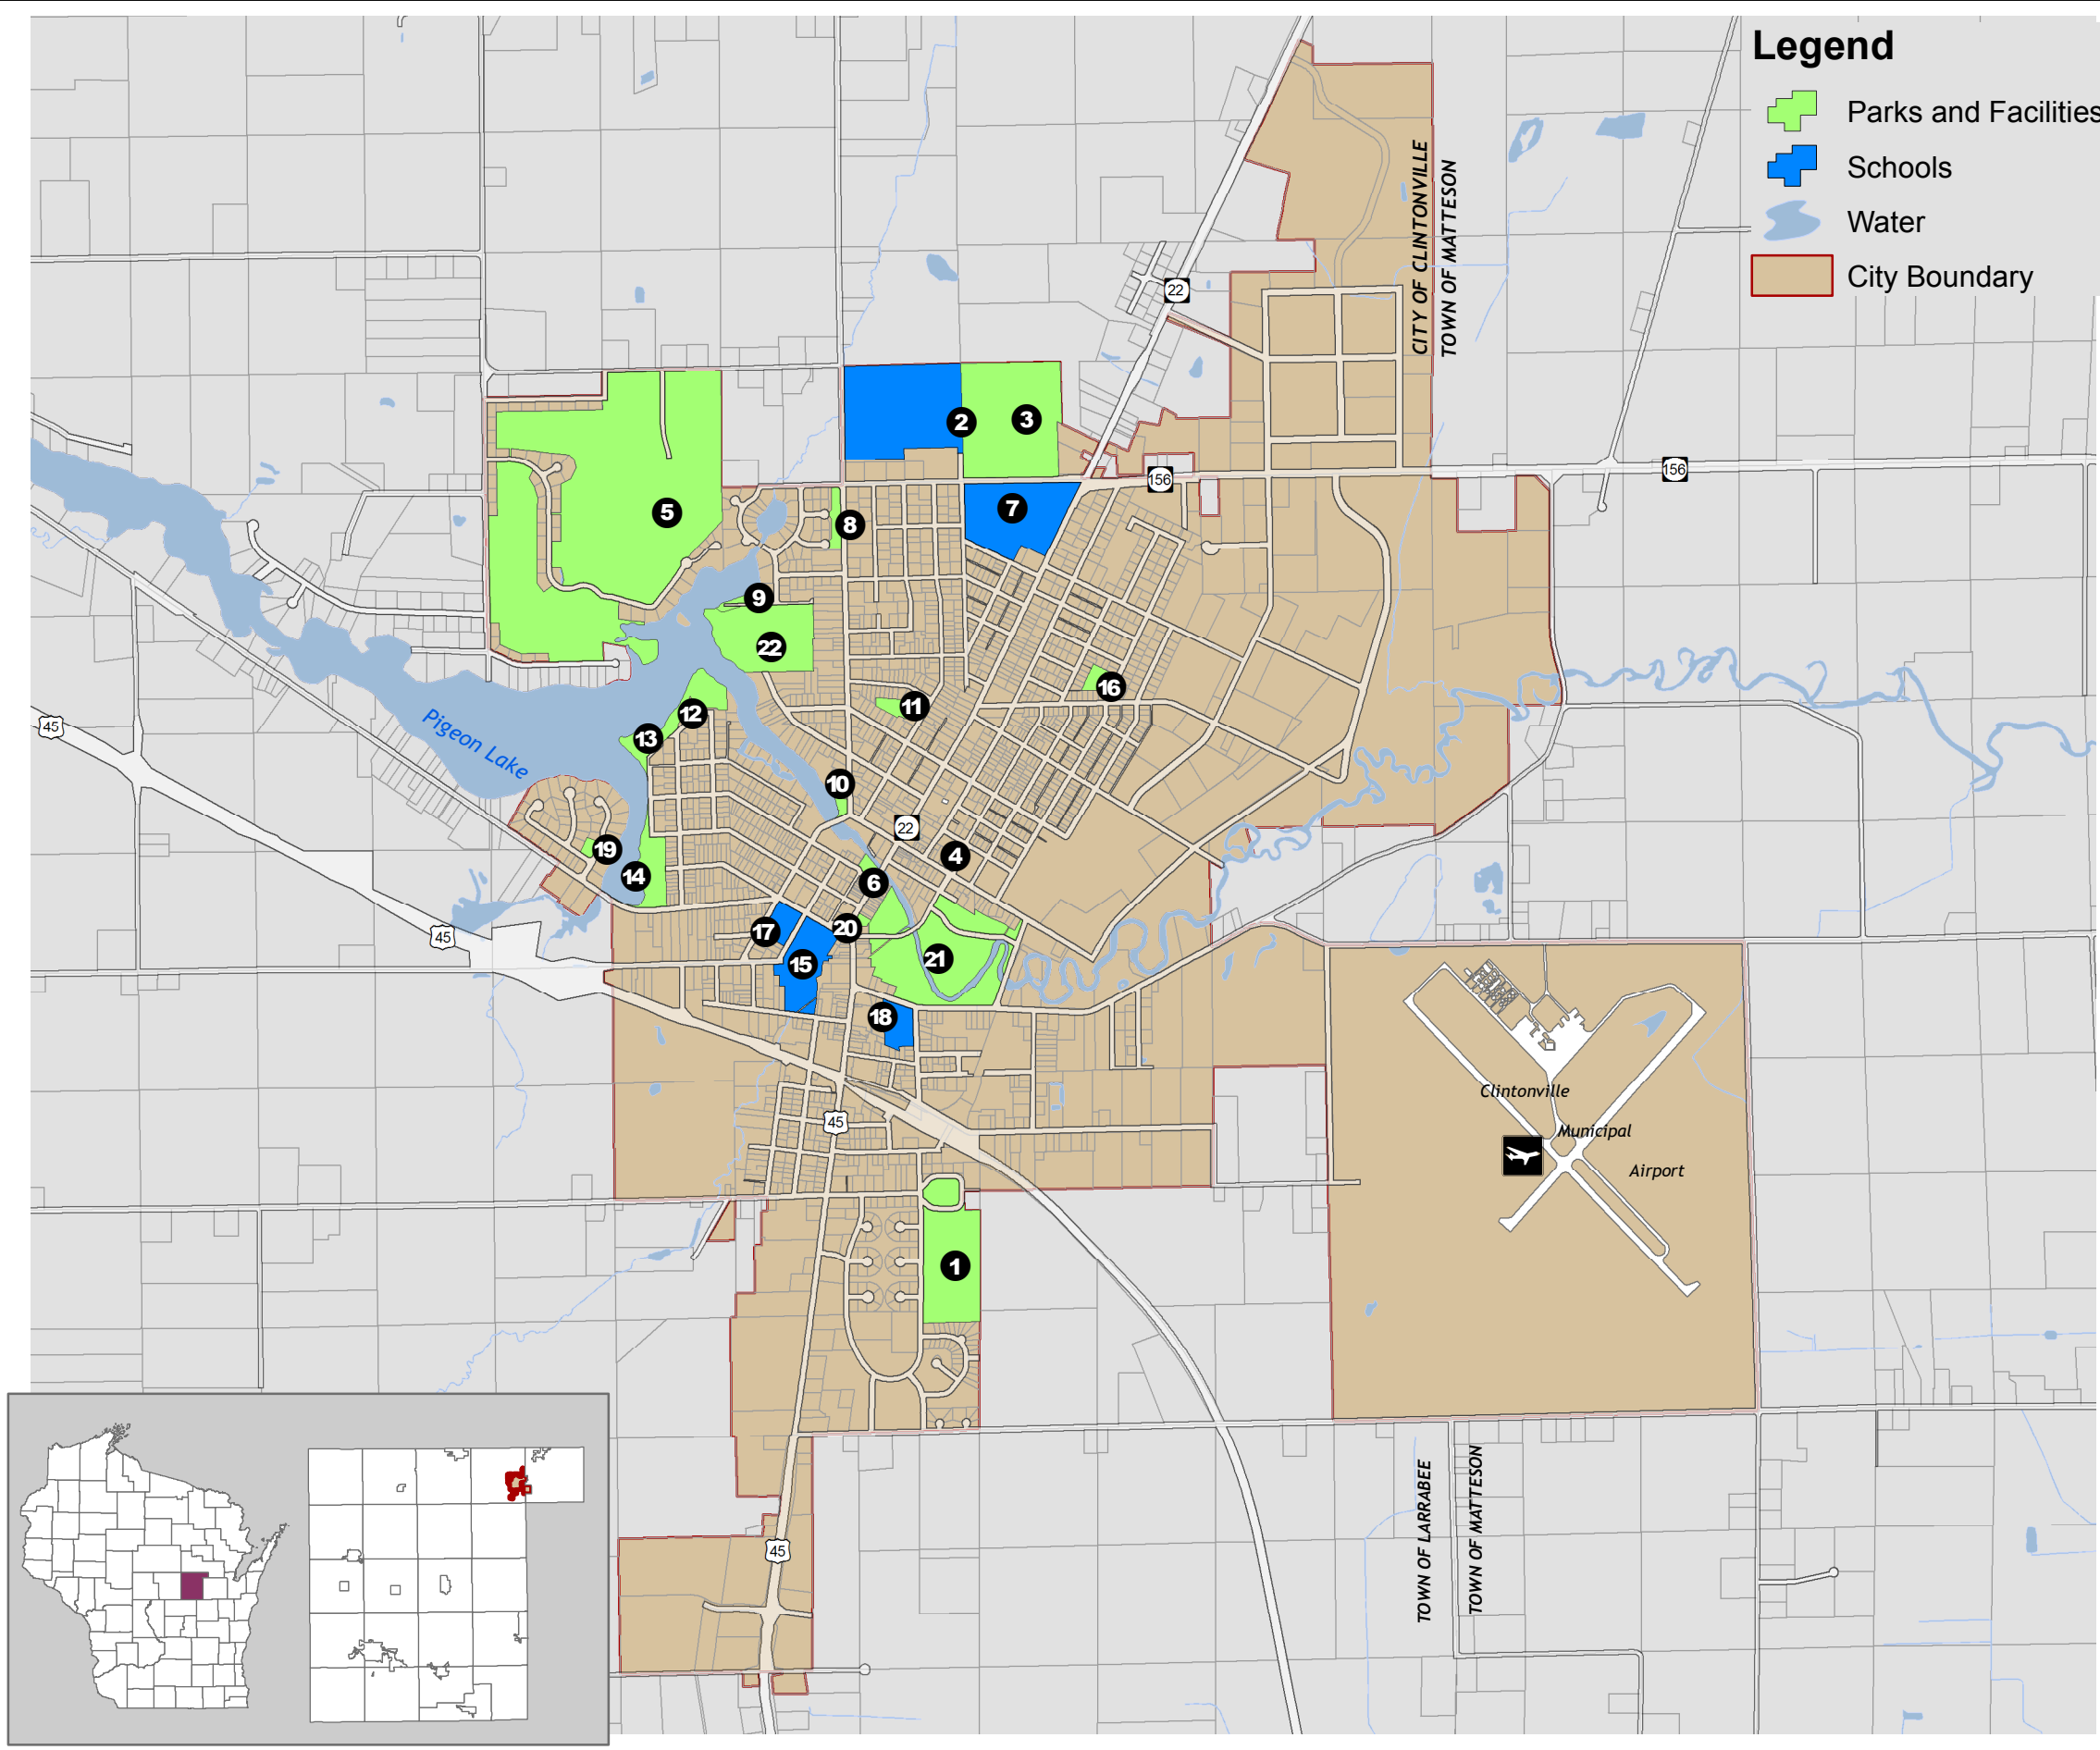 Legend
Parks and Facilities
Schools
Water
City Boundary
CITY OF CLINTONVILLE
TOWN OF MATTESON
22
2
3
156
156
7
5
8
9
22
16
11
12
13
45
Pigeon Lake
10
22
4
19
14
6
45
17
20
15
21
18
Clintonville
Municipal
Airport
45
1
TOWN OF LARRABEE
TOWN OF MATTESON
45